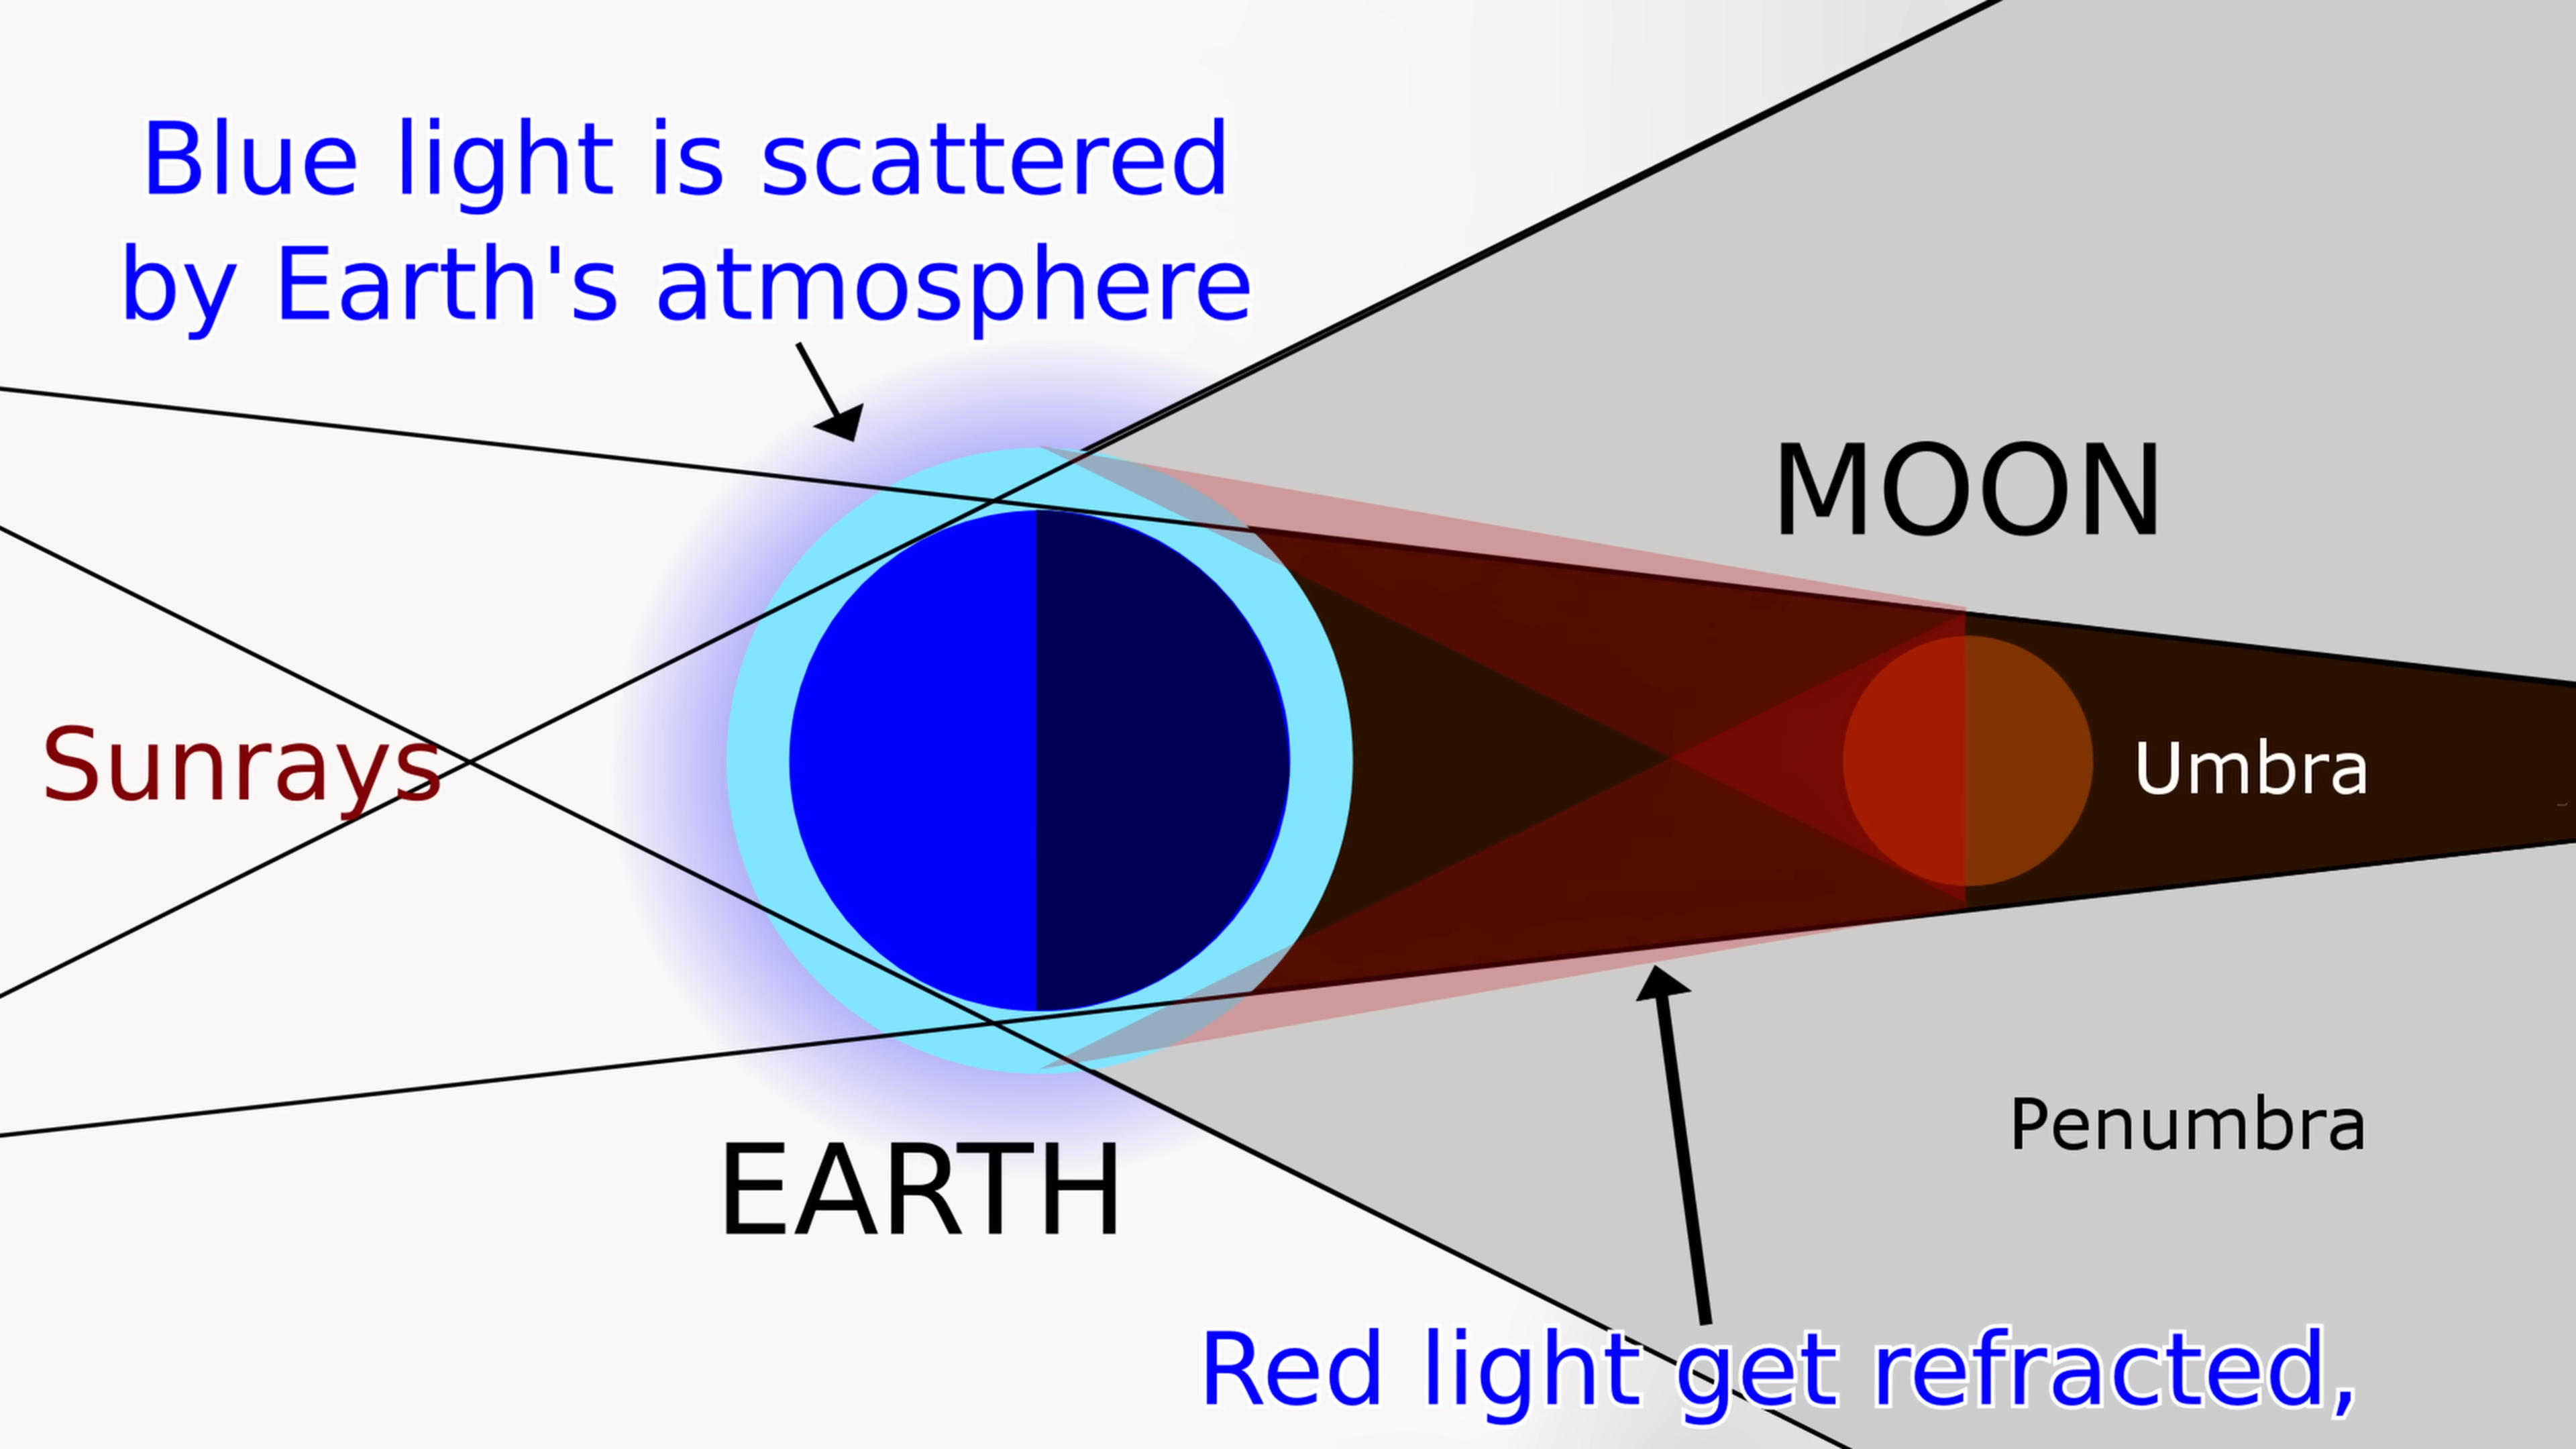 Blue light is scattered
by Earth's atmosphere
MOON
Sunrays
Umbra
Penumbra
EARTH
Red light get refracted,